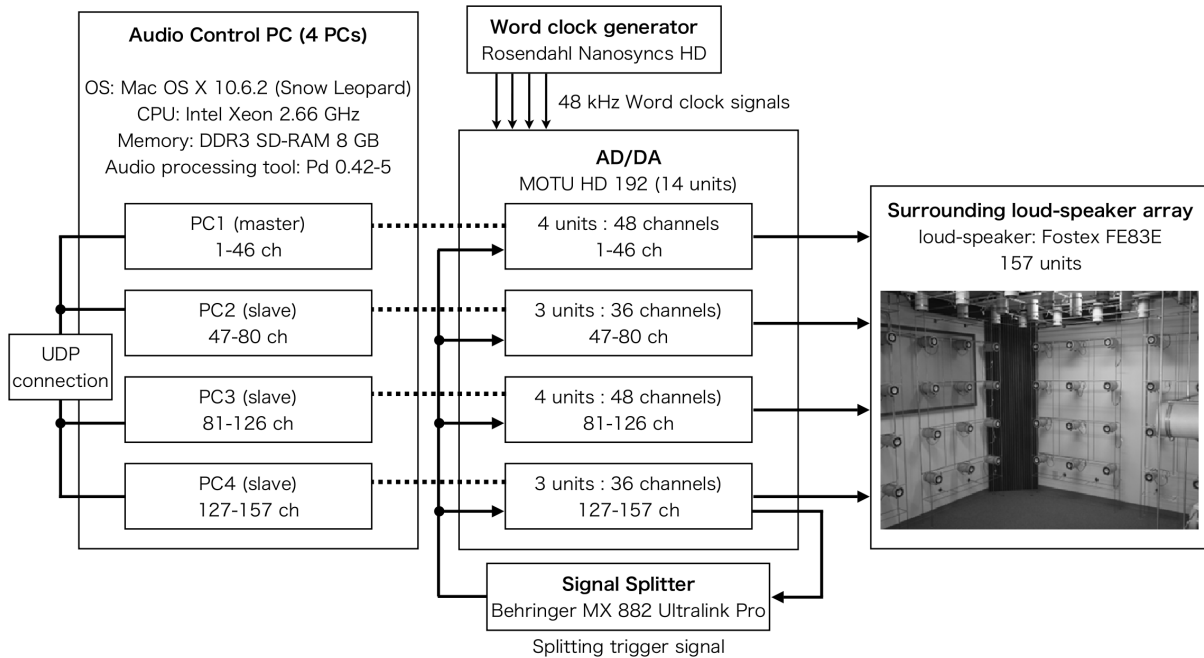 Audio Control PC (4 PCs)
OS: Mac OS X 10.6.2 (Snow Leopard)
CPU: Intel Xeon 2.66 GHz
Memory: DDR3 SD-RAM 8 GB
Audio processing tool: Pd 0.42-5
PC1 (master)
1-46 ch
PC2 (slave)
47-80 ch
PC3 (slave)
81-126 ch
PC4 (slave)
127-157 ch
UDP
connection
Word clock generator
Rosendahl Nanosyncs HD
48 kHz Word clock signals
AD/DA
MOTU HD 192 (14 units)
4 units : 48 channels
1-46 ch
3 units : 36 channels)
47-80 ch
4 units : 48 channels)
81-126 ch
3 units : 36 channels)
127-157 ch
Signal Splitter
Behringer MX 882 Ultralink Pro
Splitting trigger signal
Surrounding loud-speaker array
loud-speaker: Fostex FE83E
157 units